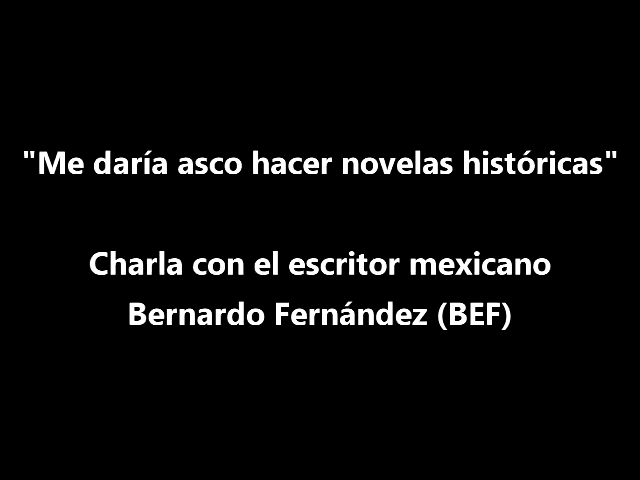 "Me daría asco hacer novelas históricas"
Charla con el escritor mexicano
Bernardo Fernández (BEF)